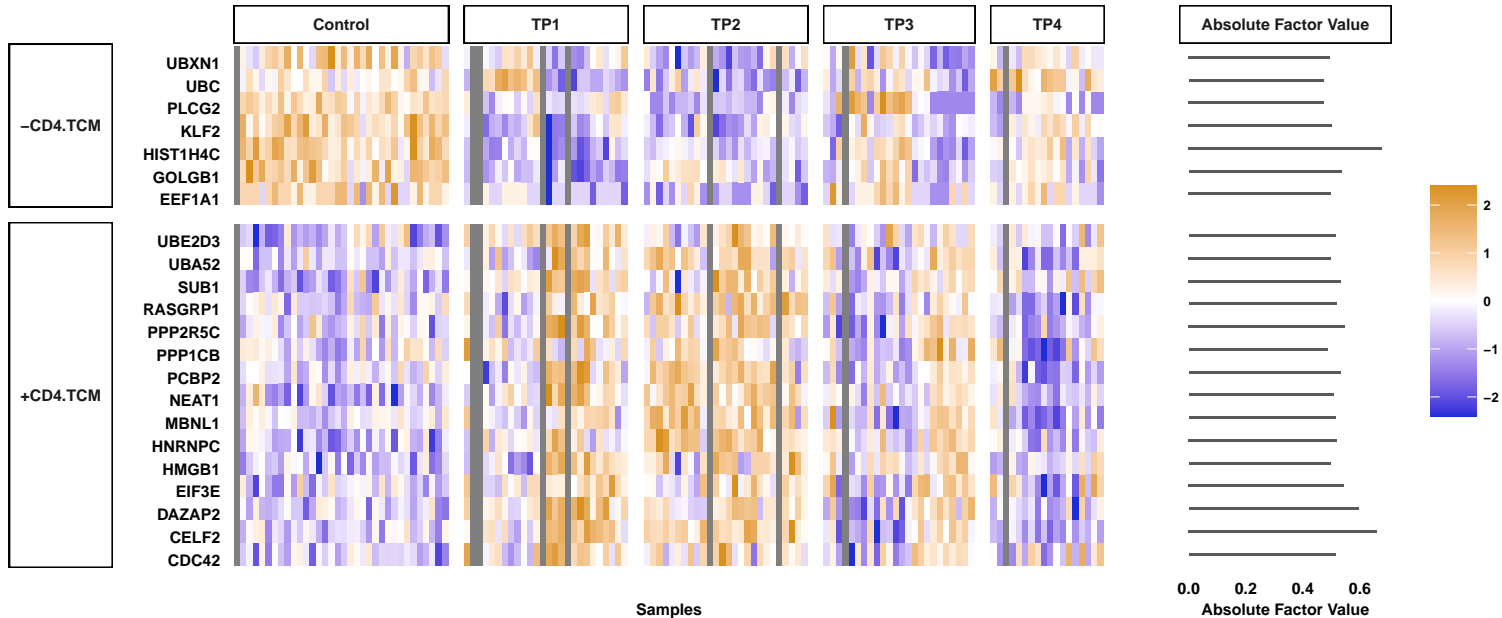 Control TP1 TP2 TP3 TP4 Absolute Factor Value
−CD4.TCM
UBXN1
UBC
PLCG2
KLF2
HIST1H4C
GOLGB1
EEF1A1
+CD4.TCM
UBE2D3
UBA52
SUB1
RASGRP1
PPP2R5C
PPP1CB
PCBP2
NEAT1
MBNL1
HNRNPC
HMGB1
EIF3E
DAZAP2
CELF2
CDC42
2
1
0
−1
−2
0.0 0.2 0.4 0.6
Samples Absolute Factor Value